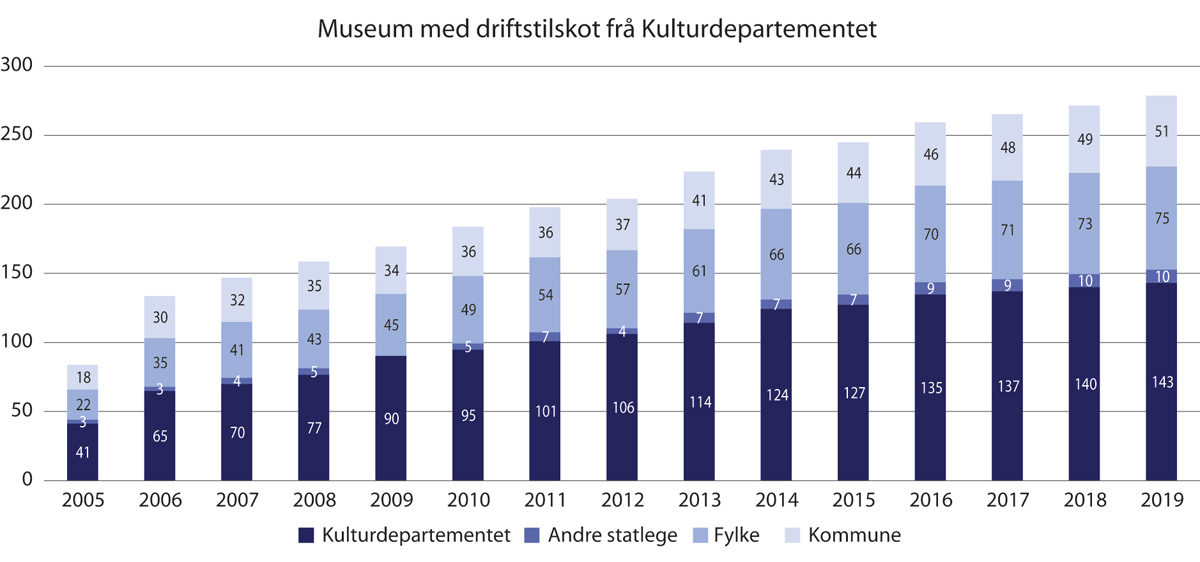 Museum med driftstilskot frå Kulturdepartementet
300
250
200
150
100
50
0
18 30 32 35 34 36 36 37 41 43 44 46 48 49 51
22 35 41 43 45 49 54 57 61 66 66 70 71 73 75
3 3 4 5 5 7 4 7 7 7 9 9 10 10
41 65 70 77 90 95 101 106 114 124 127 135 137 140 143
2005 2006 2007 2008 2009 2010 2011 2012 2013 2014 2015 2016 2017 2018 2019
Kulturdepartementet Andre statlege Fylke Kommune